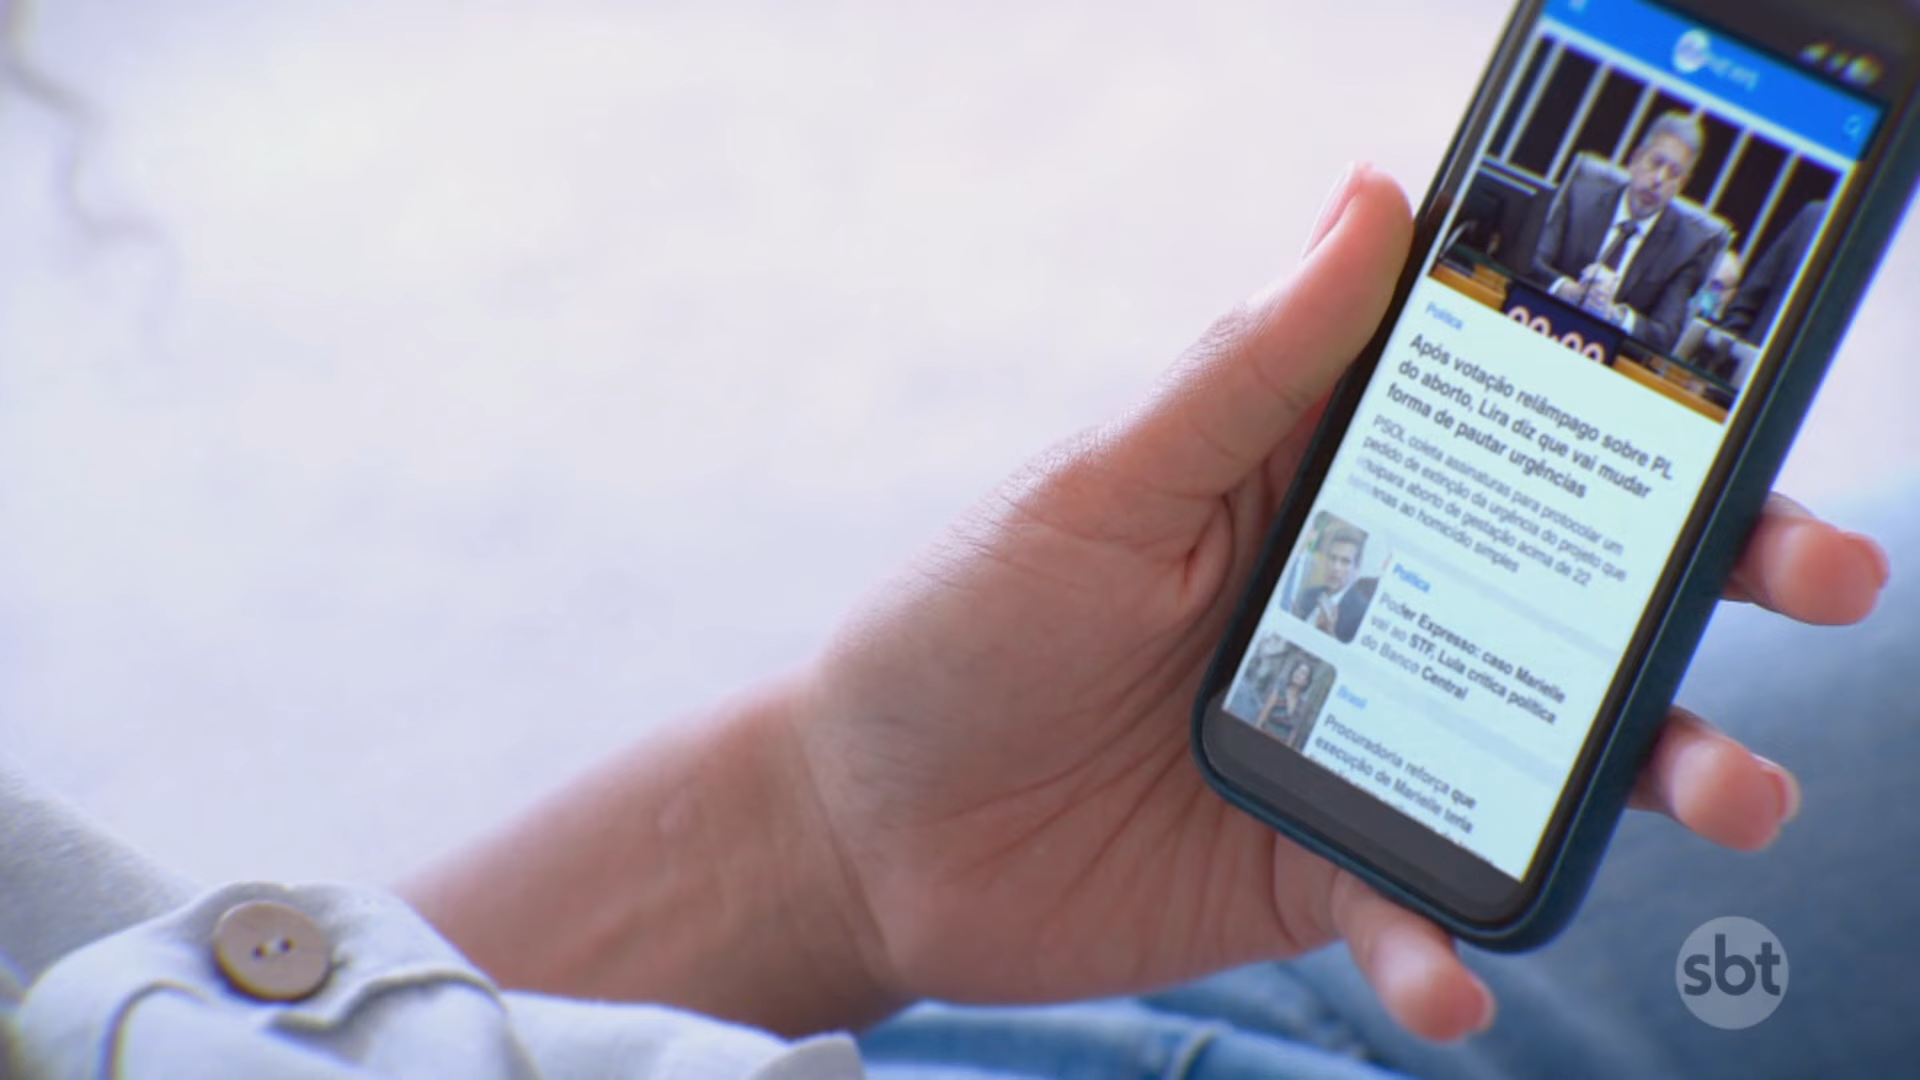 news
00:00
Política
Após votação relâmpago sobre PL
do aborto, Lira diz que vai mudar
forma de pautar urgências
PSOL coleta assinaturas para protocolar um
pedido de extinção da urgência do projeto que
equipara aborto de gestação acima de 22
semanas ao homicídio simples
Política
Poder Expresso: caso Marielle
vai ao STF, Lula critica política
do Banco Central
Brasil
Procuradoria reforça que
execução de Marielle teria
sbt